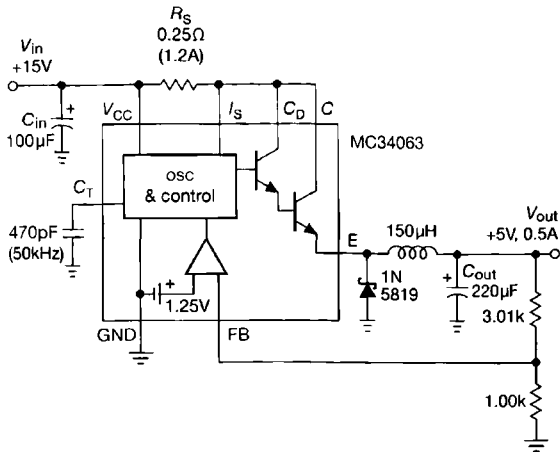 R_S
0.25Ω
(1.2A)
V_in
+15V
C_in
100µF
+
V_CC
I_S
C_D
C
MC34063
osc
& control
C_T
470pF
(50kHz)
+
1.25V
GND
FB
E
150µH
V_out
+5V, 0.5A
1N
5819
+
C_out
220µF
3.01k
1.00k